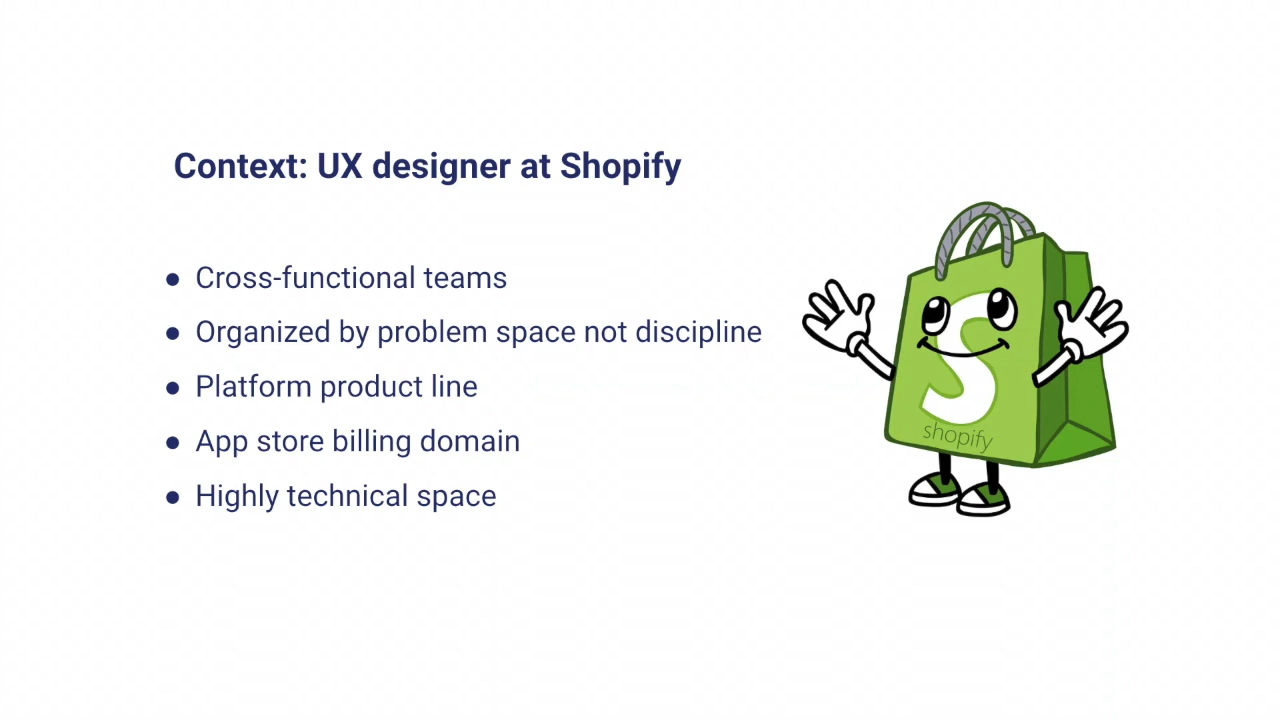 Context: UX designer at Shopify
● Cross-functional teams
● Organized by problem space not discipline
● Platform product line
● App store billing domain
● Highly technical space
S
shopify